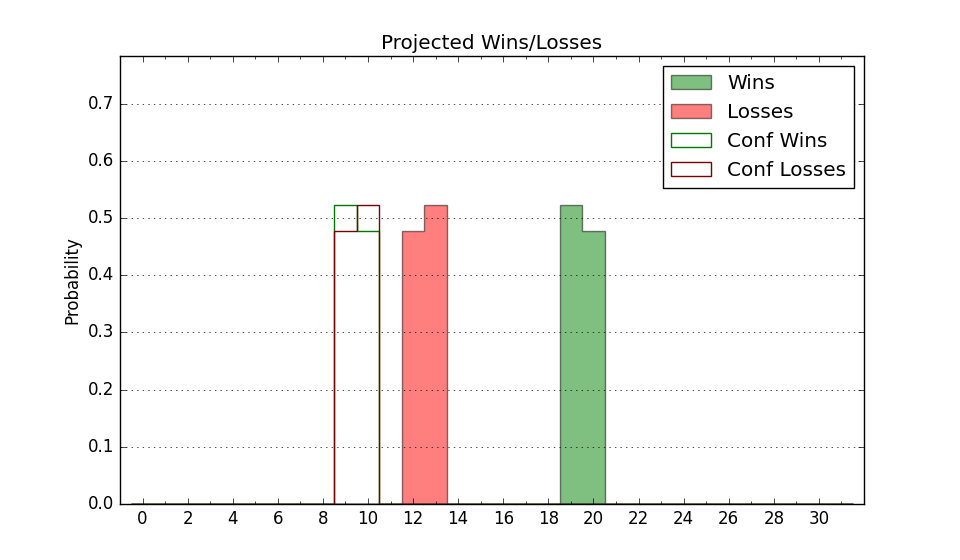 Projected Wins/Losses
Wins
Losses
Conf Wins
Conf Losses
Probability
0.7
0.6
0.5
0.4
0.3
0.2
0.1
0.0
0 2 4 6 8 10 12 14 16 18 20 22 24 26 28 30